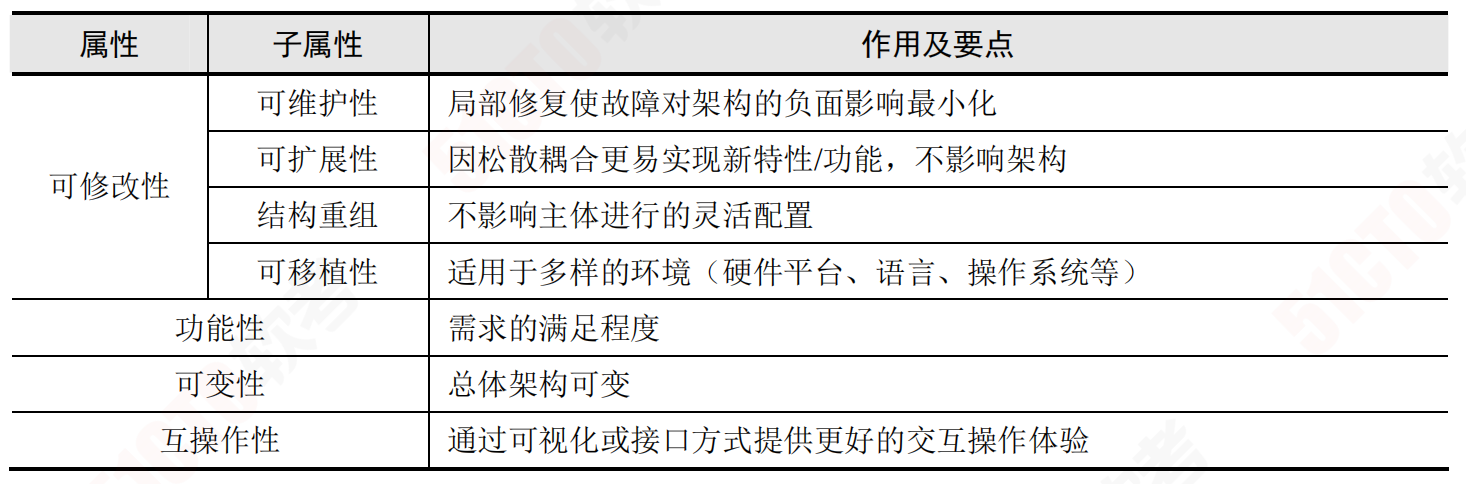 属性 子属性 作用及要点
可修改性
可维护性 局部修复使故障对架构的负面影响最小化
可扩展性 因松散耦合更易实现新特性/功能，不影响架构
结构重组 不影响主体进行的灵活配置
可移植性 适用于多样的环境（硬件平台、语言、操作系统等）
功能性 需求的满足程度
可变性 总体架构可变
互操作性 通过可视化或接口方式提供更好的交互操作体验
51CTO软考